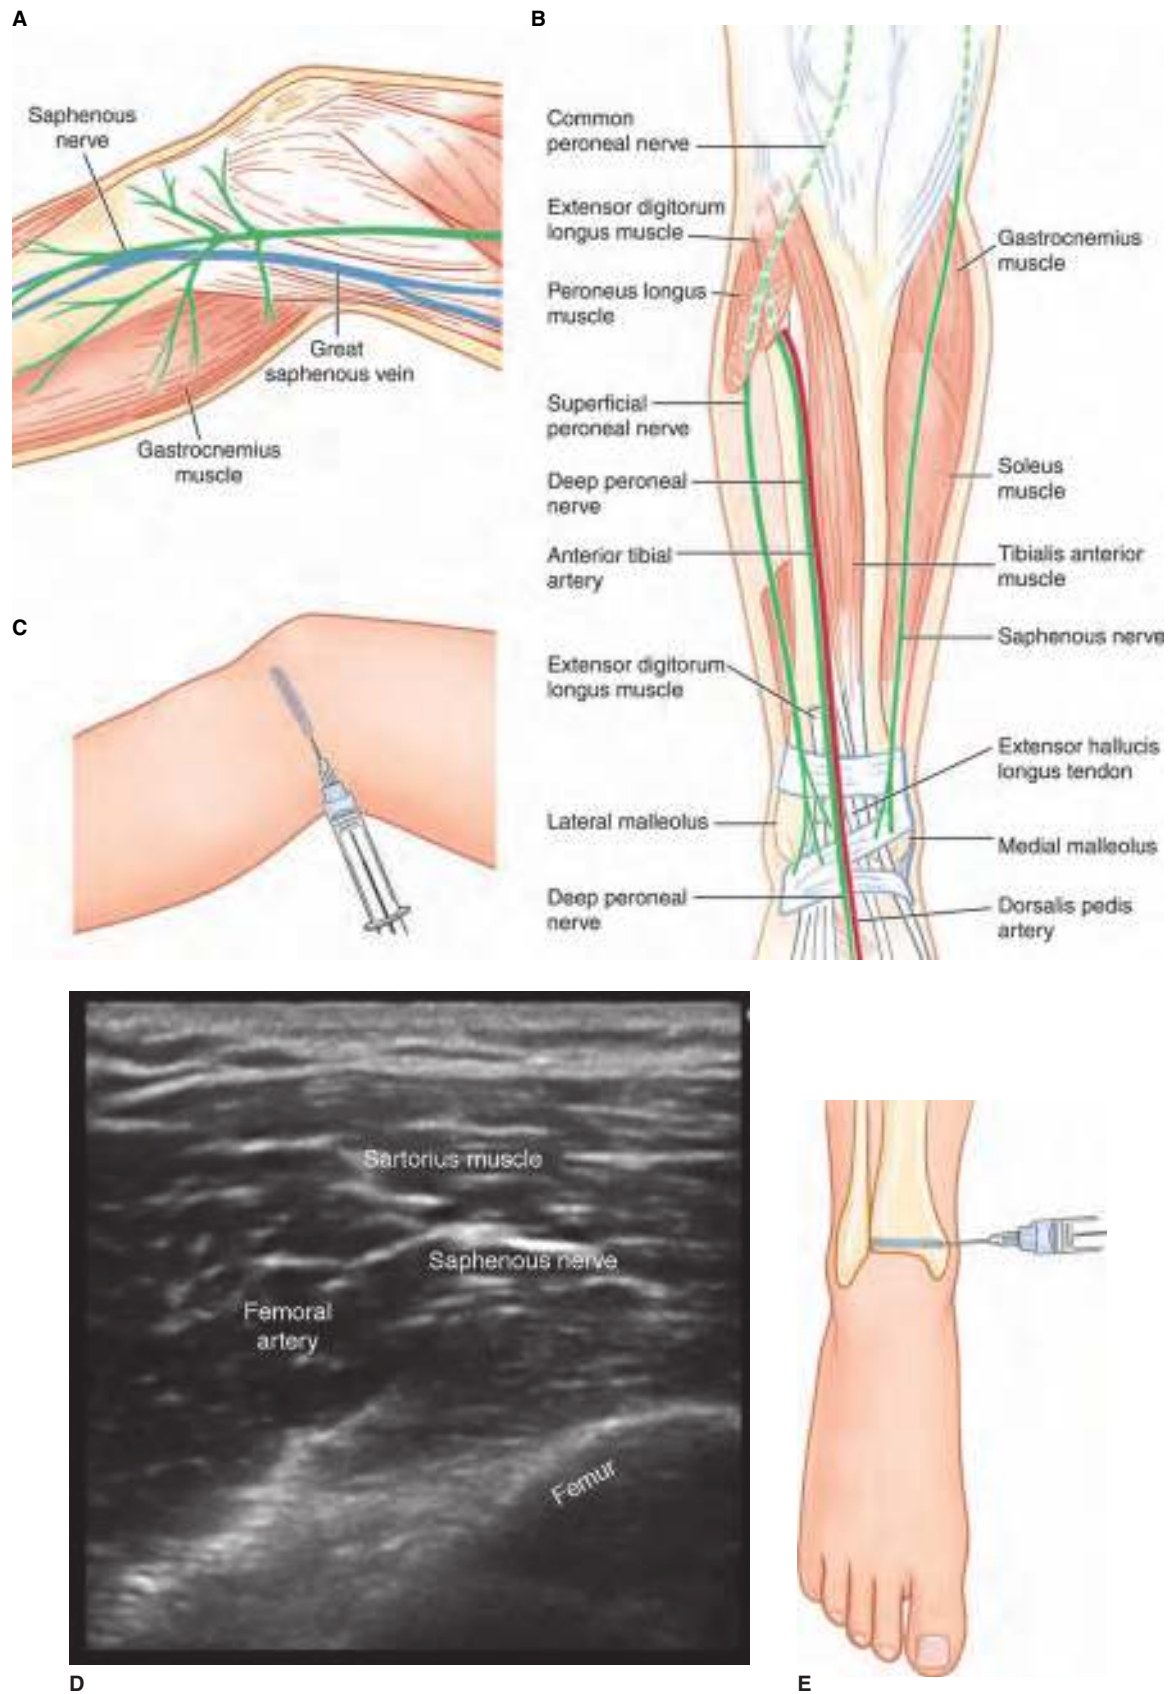 A
Saphenous
nerve
Great
saphenous vein
Gastrocnemius
muscle
B
Common
peroneal nerve
Extensor digitorum
longus muscle
Peroneus longus
muscle
Superficial
peroneal nerve
Deep peroneal
nerve
Anterior tibial
artery
Extensor digitorum
longus muscle
Lateral malleolus
Deep peroneal
nerve
Gastrocnemius
muscle
Soleus
muscle
Tibialis anterior
muscle
Saphenous nerve
Extensor hallucis
longus tendon
Medial malleolus
Dorsalis pedis
artery
C
Sartorius muscle
Saphenous nerve
Femoral
artery
Femur
D
E